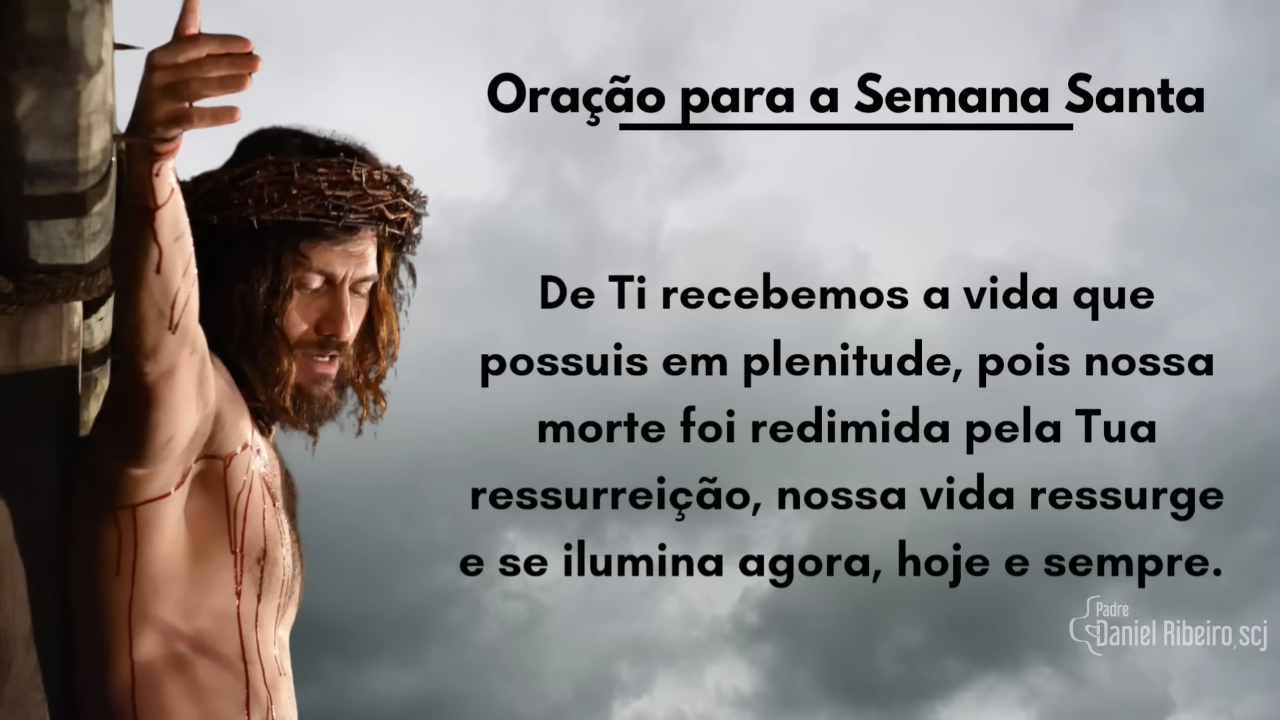 Oração para a Semana Santa
De Ti recebemos a vida que
possuis em plenitude, pois nossa
morte foi redimida pela Tua
ressurreição, nossa vida ressurge
e se ilumina agora, hoje e sempre.
Padre
Daniel Ribeiro, scj